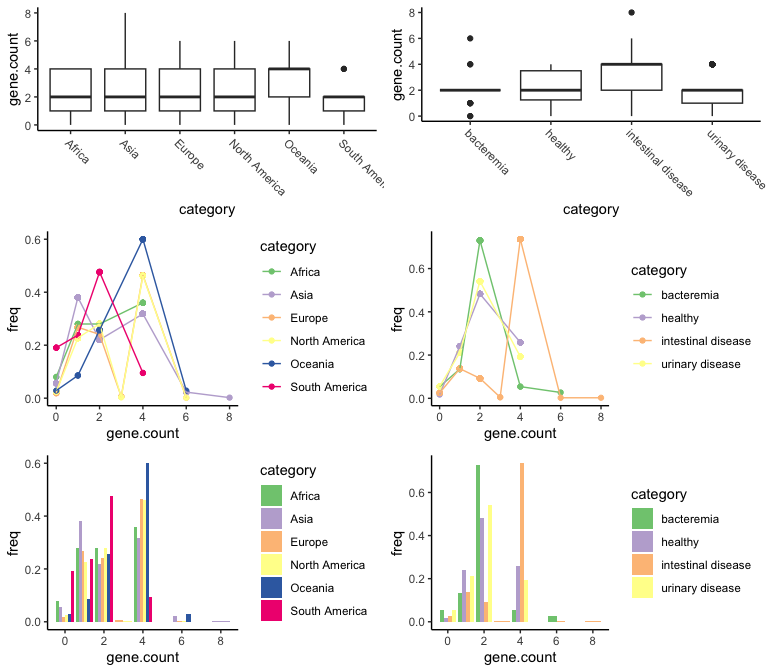 gene.count
8
6
4
2
0
Africa
Asia
Europe
North America
Oceania
South Amer
category
gene.count
8
6
4
2
0
bacteremia
healthy
intestinal disease
urinary disease
category
freq
0.6
0.4
0.2
0.0
0 2 4 6 8
gene.count
category
Africa
Asia
Europe
North America
Oceania
South America
freq
0.6
0.4
0.2
0.0
0 2 4 6 8
gene.count
category
bacteremia
healthy
intestinal disease
urinary disease
freq
0.6
0.4
0.2
0.0
0 2 4 6 8
gene.count
category
Africa
Asia
Europe
North America
Oceania
South America
freq
0.6
0.4
0.2
0.0
0 2 4 6 8
gene.count
category
bacteremia
healthy
intestinal disease
urinary disease